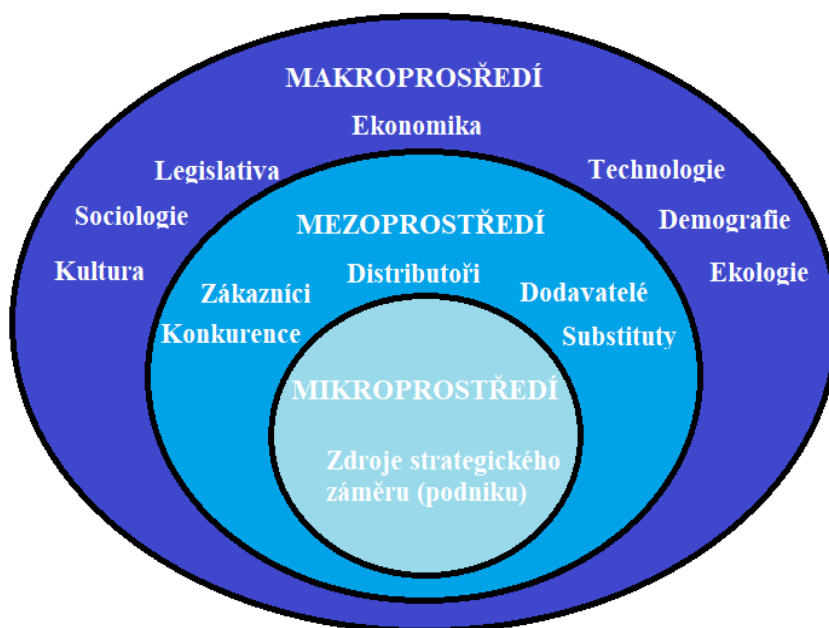 MAKROPROSŘEDÍ
Ekonomika
Legislativa
Technologie
Sociologie
Demografie
Kultura
Ekologie
MEZOPROSTŘEDÍ
Distributoři
Zákazníci
Dodavatelé
Konkurence
Substituty
MIKROPROSTŘEDÍ
Zdroje strategického
záměru (podniku)